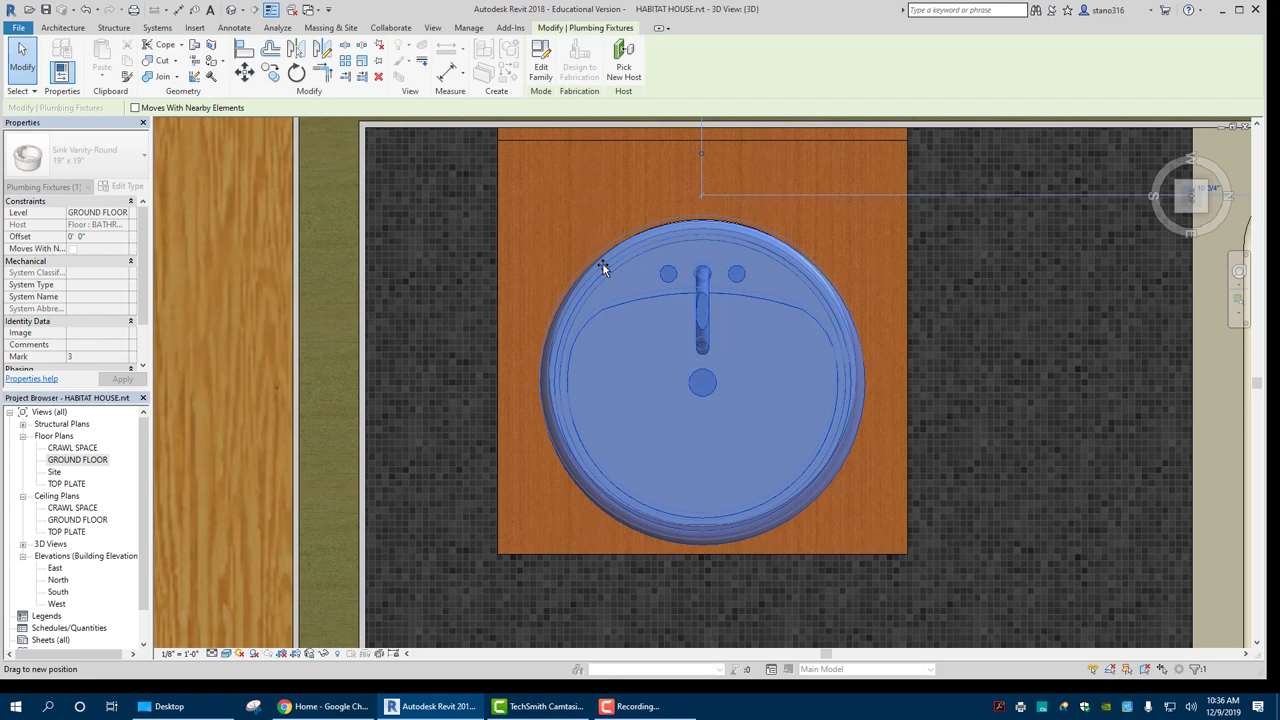 Autodesk Revit 2018 - Educational Version - HABITAT HOUSE.rvt - 3D View: {3D}
Type a keyword or phrase
stano316
File Architecture Structure Systems Insert Annotate Analyze Massing & Site Collaborate View Manage Add-Ins Modify | Plumbing Fixtures
Modify
Properties
Paste
Cope
Cut
Join
Edit Family
Design to Fabrication
Pick New Host
Select Properties Clipboard Geometry Modify View Measure Create Mode Fabrication Host
Modify | Plumbing Fixtures Moves With Nearby Elements
Properties
Sink Vanity-Round
19" x 19"
Plumbing Fixtures (1) Edit Type
Constraints
Level GROUND FLOOR
Host Floor : BATHR...
Offset 0' 0"
Moves With N...
Mechanical
System Classif...
System Type
System Name
System Abbre...
Identity Data
Image
Comments
Mark 3
Phasing
Properties help Apply
Project Browser - HABITAT HOUSE.rvt
Views (all)
Structural Plans
Floor Plans
CRAWL SPACE
GROUND FLOOR
Site
TOP PLATE
Ceiling Plans
CRAWL SPACE
GROUND FLOOR
TOP PLATE
3D Views
Elevations (Building Elevation
East
North
South
West
Legends
Schedules/Quantities
Sheets (all)
TOP
W
S
N
E
10 3/4"
1/8" = 1'-0"
Drag to new position
:0
Main Model
:1
Desktop
Home - Google Ch...
Autodesk Revit 201...
TechSmith Camtasi...
Recording...
10:36 AM
12/9/2019